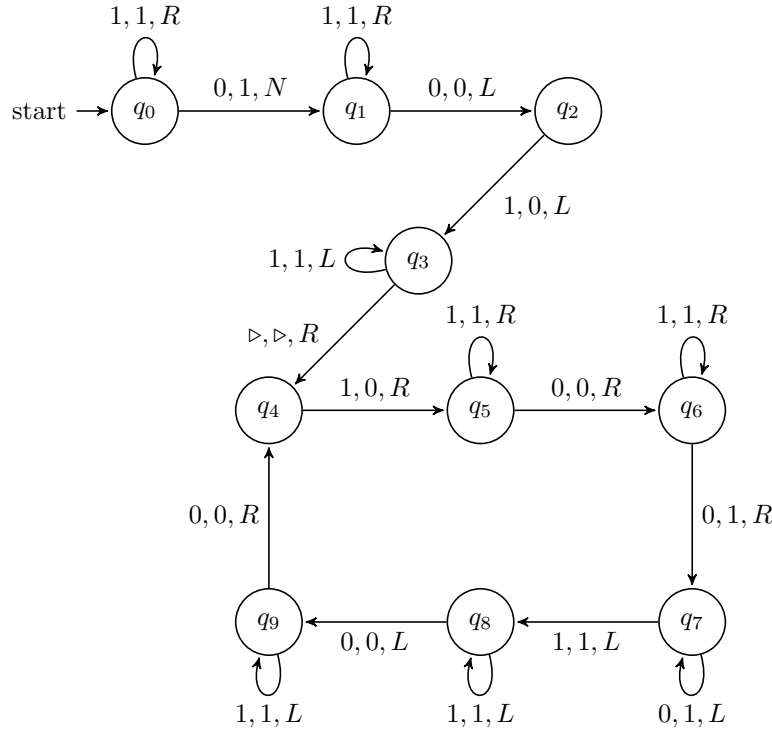 1, 1, R 1, 1, R
start q₀ 0, 1, N q₁ 0, 0, L q₂
1, 0, L
1, 1, L q₃
▷, ▷, R 1, 1, R 1, 1, R
q₄ 1, 0, R q₅ 0, 0, R q₆
0, 0, R 0, 1, R
q₉ 0, 0, L q₈ 1, 1, L q₇
1, 1, L 1, 1, L 0, 1, L